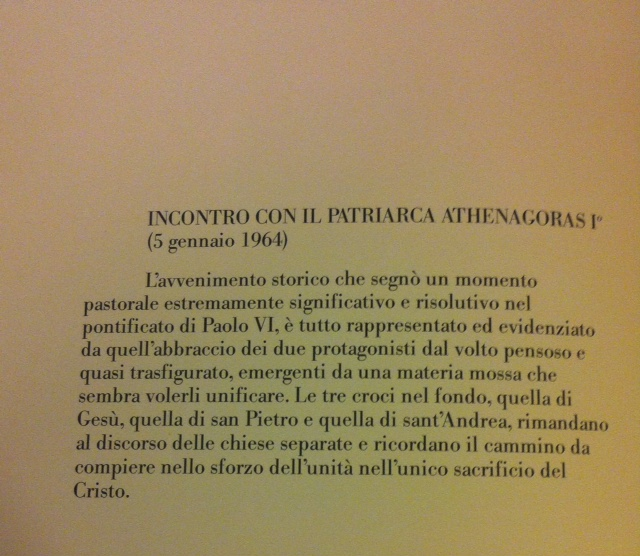 INCONTRO CON IL PATRIARCA ATHENAGORAS I°
(5 gennaio 1964)
L'avvenimento storico che segnò un momento
pastorale estremamente significativo e risolutivo nel
pontificato di Paolo VI, è tutto rappresentato ed evidenziato
da quell'abbraccio dei due protagonisti dal volto pensoso e
quasi trasfigurato, emergenti da una materia mossa che
sembra volerli unificare. Le tre croci nel fondo, quella di
Gesù, quella di san Pietro e quella di sant'Andrea, rimandano
al discorso delle chiese separate e ricordano il cammino da
compiere nello sforzo dell'unità nell'unico sacrificio del
Cristo.